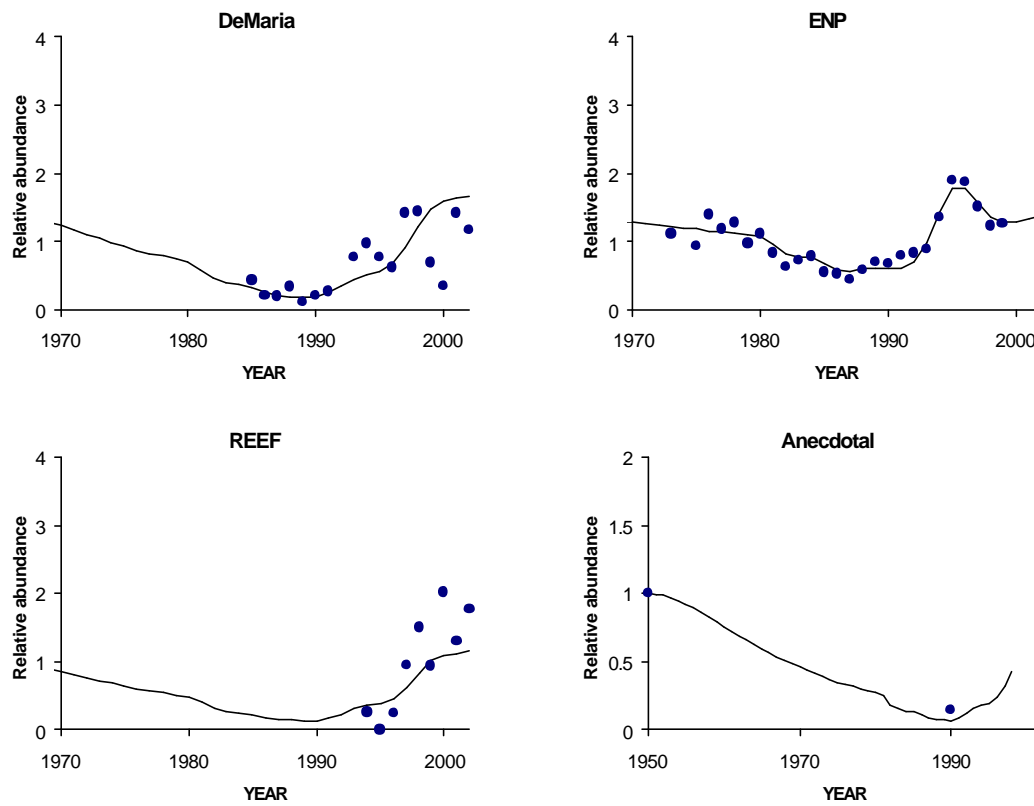 DeMaria
4
3
2
1
0
Relative abundance
1970 1980 1990 2000
YEAR
ENP
4
3
2
1
0
Relative abundance
1970 1980 1990 2000
YEAR
REEF
4
3
2
1
0
Relative abundance
1970 1980 1990 2000
YEAR
Anecdotal
2
1.5
1
0.5
0
Relative abundance
1950 1970 1990
YEAR